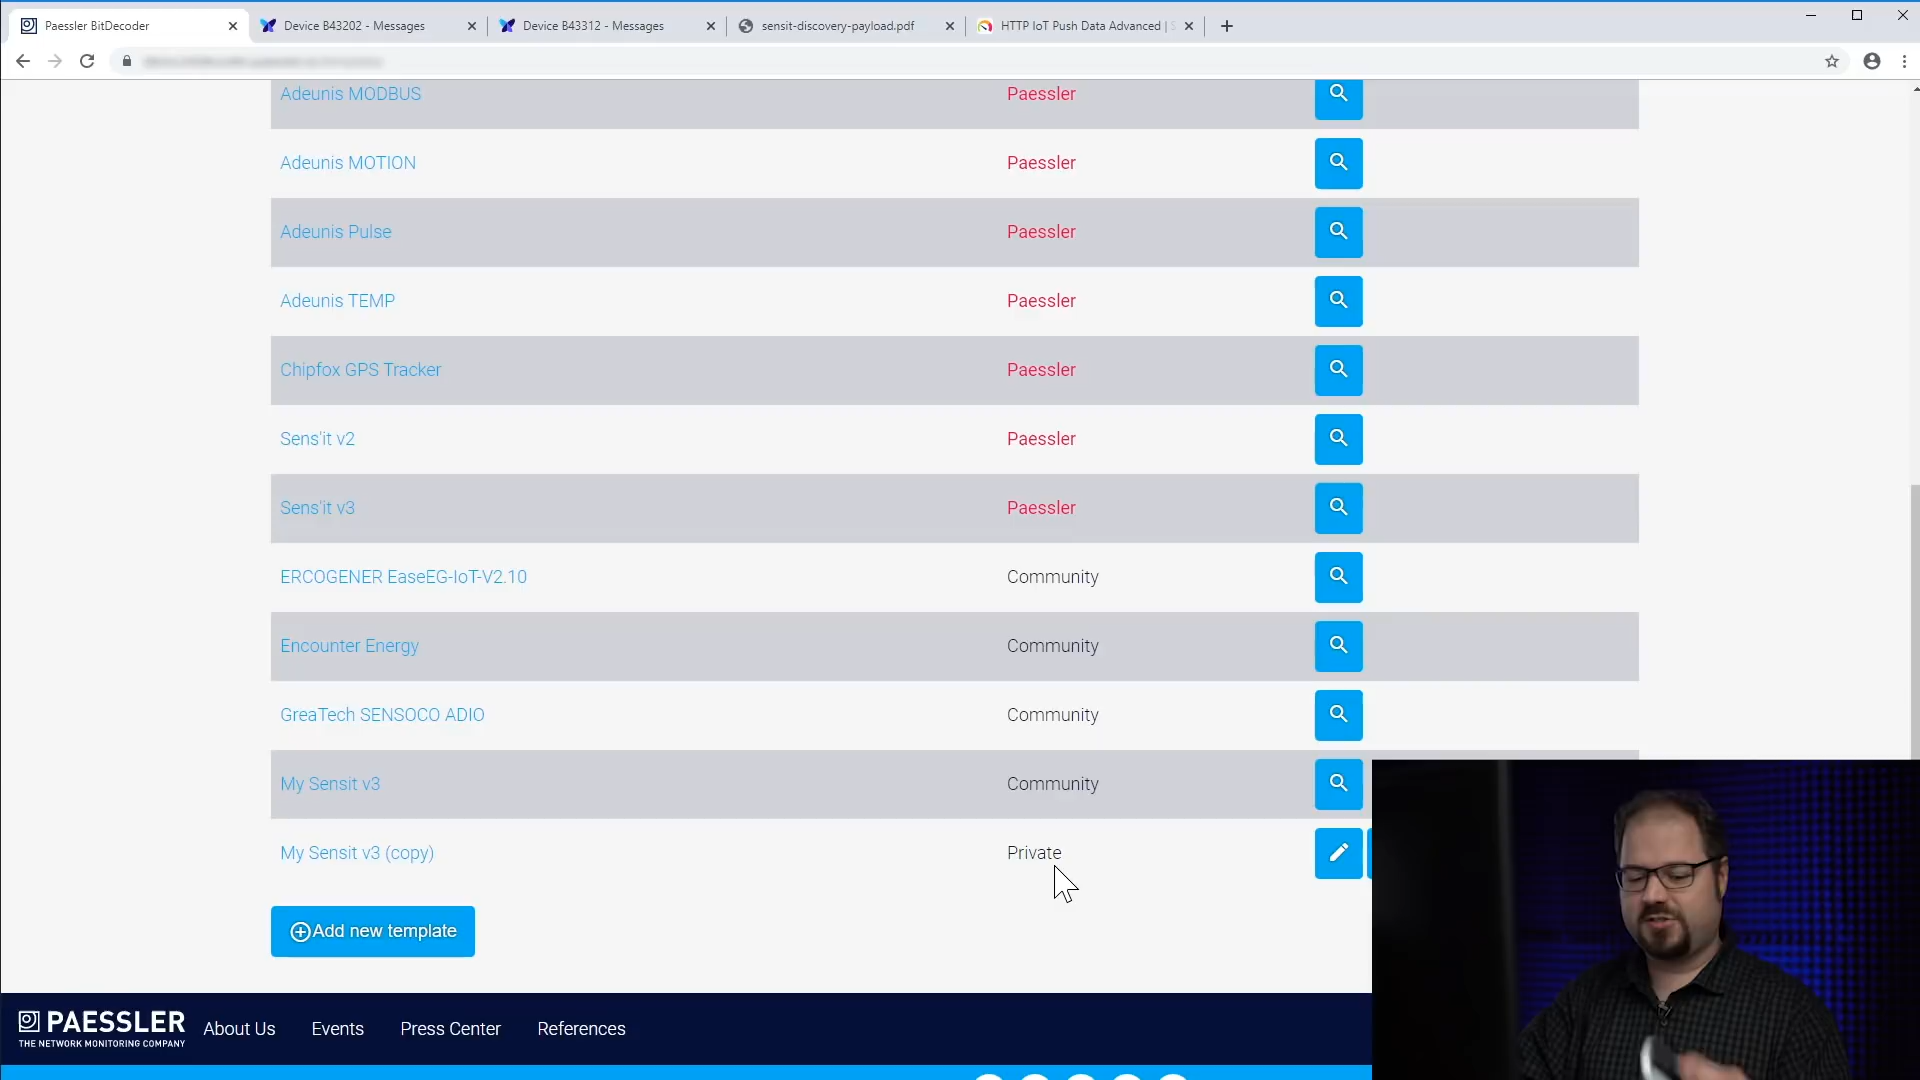 Paessler BitDecoder
Device B43202 - Messages
Device B43312 - Messages
sensit-discovery-payload.pdf
HTTP IoT Push Data Advanced |
Adeunis MODBUS Paessler
Adeunis MOTION Paessler
Adeunis Pulse Paessler
Adeunis TEMP Paessler
Chipfox GPS Tracker Paessler
Sens'it v2 Paessler
Sens'it v3 Paessler
ERCOGENER EaseEG-IoT-V2.10 Community
Encounter Energy Community
GreaTech SENSOCO ADIO Community
My Sensit v3 Community
My Sensit v3 (copy) Private
Add new template
PAESSLER
THE NETWORK MONITORING COMPANY
About Us Events Press Center References